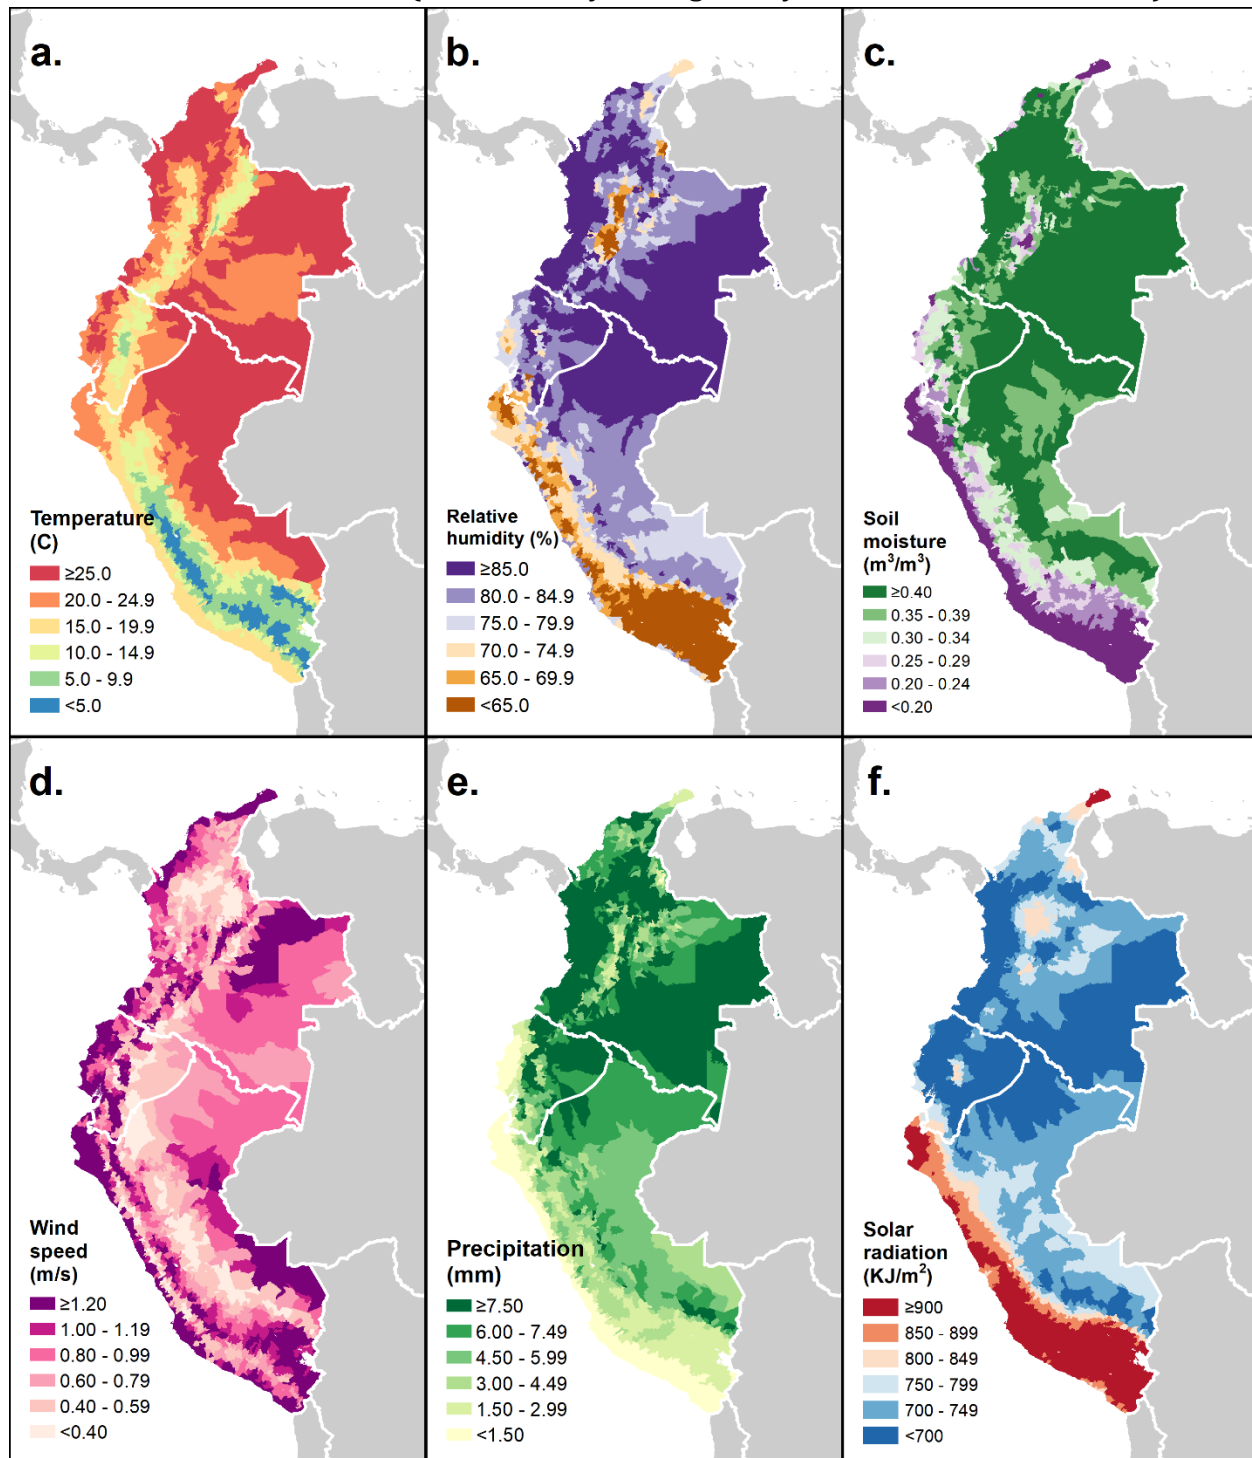 a.
Temperature
(C)
≥25.0
20.0 - 24.9
15.0 - 19.9
10.0 - 14.9
5.0 - 9.9
<5.0
b.
Relative
humidity (%)
≥85.0
80.0 - 84.9
75.0 - 79.9
70.0 - 74.9
65.0 - 69.9
<65.0
c.
Soil
moisture
(m³/m³)
≥0.40
0.35 - 0.39
0.30 - 0.34
0.25 - 0.29
0.20 - 0.24
<0.20
d.
Wind
speed
(m/s)
≥1.20
1.00 - 1.19
0.80 - 0.99
0.60 - 0.79
0.40 - 0.59
<0.40
e.
Precipitation
(mm)
≥7.50
6.00 - 7.49
4.50 - 5.99
3.00 - 4.49
1.50 - 2.99
<1.50
f.
Solar
radiation
(KJ/m²)
≥900
850 - 899
800 - 849
750 - 799
700 - 749
<700